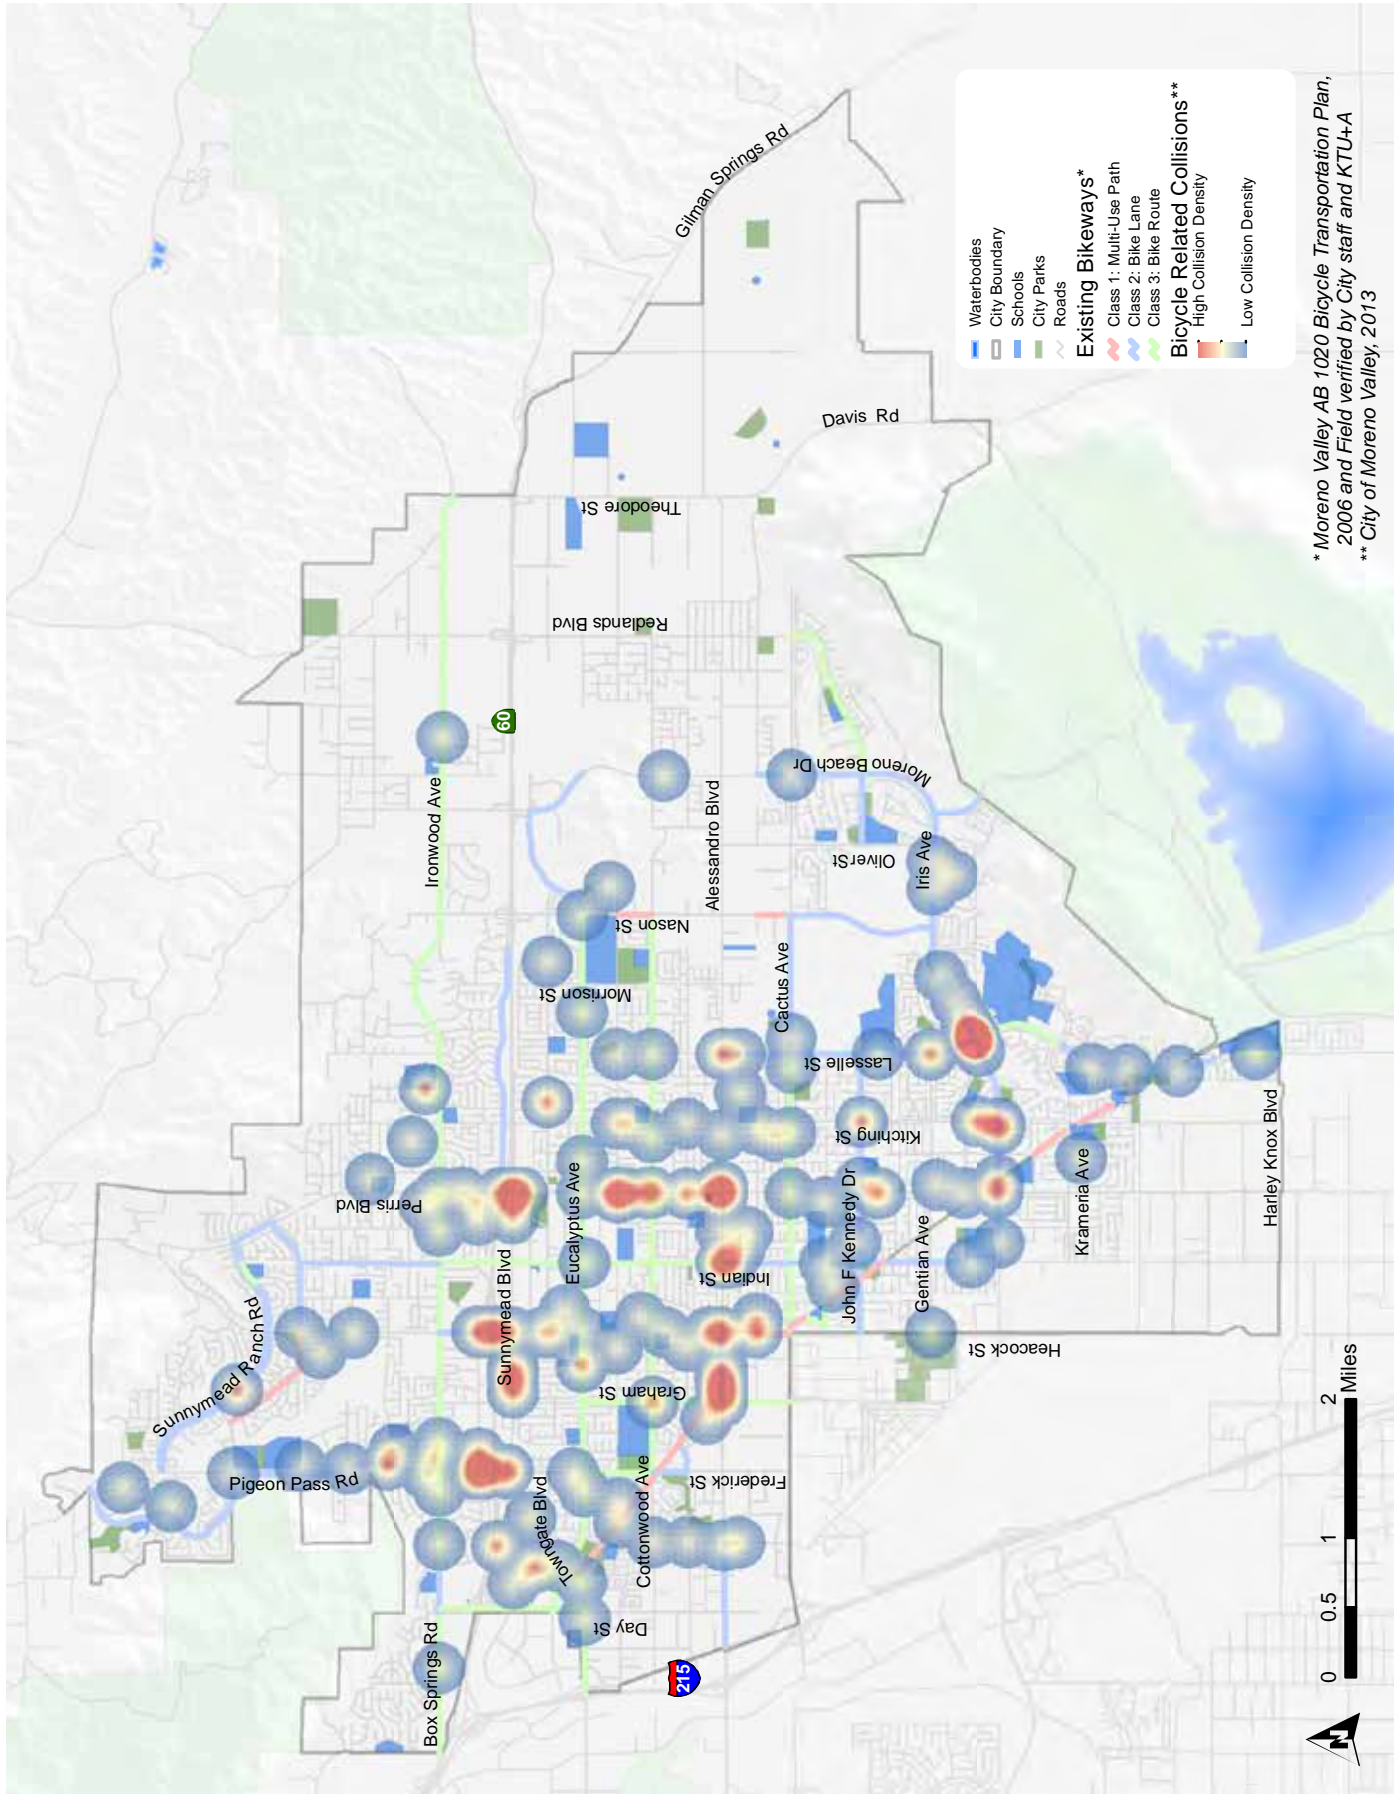 Gilman Springs Rd
Davis Rd
Theodore St
Redlands Blvd
60
Moreno Beach Dr
Ironwood Ave
Alessandro Blvd
Oliver St
Iris Ave
Nason St
Morrison St
Cactus Ave
Lasselle St
Kitching St
Perris Blvd
Eucalyptus Ave
John F Kennedy Dr
Krameria Ave
Harley Knox Blvd
Sunnymead Blvd
Indian St
Gentian Ave
Heacock St
Sunnymead Ranch Rd
Graham St
Pigeon Pass Rd
Frederick St
Towngate Blvd
Cottonwood Ave
Day St
Box Springs Rd
215
Waterbodies
City Boundary
Schools
City Parks
Roads
Existing Bikeways*
Class 1: Multi-Use Path
Class 2: Bike Lane
Class 3: Bike Route
Bicycle Related Collisions**
High Collision Density
Low Collision Density
* Moreno Valley AB 1020 Bicycle Transportation Plan,
2006 and Field verified by City staff and KTU+A
** City of Moreno Valley, 2013
N
0 0.5 1 2
Miles